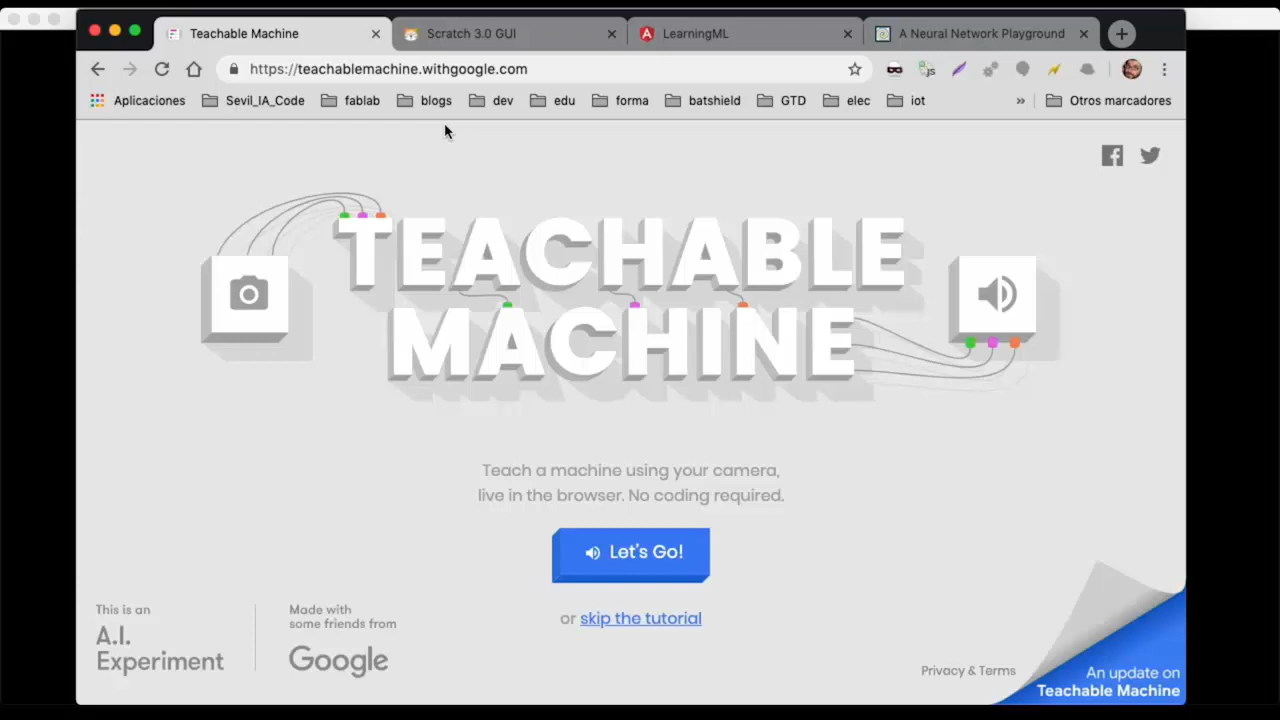 Teachable Machine
Scratch 3.0 GUI
LearningML
A Neural Network Playground
https://teachablemachine.withgoogle.com
Aplicaciones
Sevil_IA_Code
fablab
blogs
dev
edu
forma
batshield
GTD
elec
iot
»
Otros marcadores
TEACHABLE
MACHINE
Teach a machine using your camera,
live in the browser. No coding required.
Let's Go!
or skip the tutorial
This is an
A.I.
Experiment
Made with
some friends from
Google
Privacy & Terms
An update on
Teachable Machine